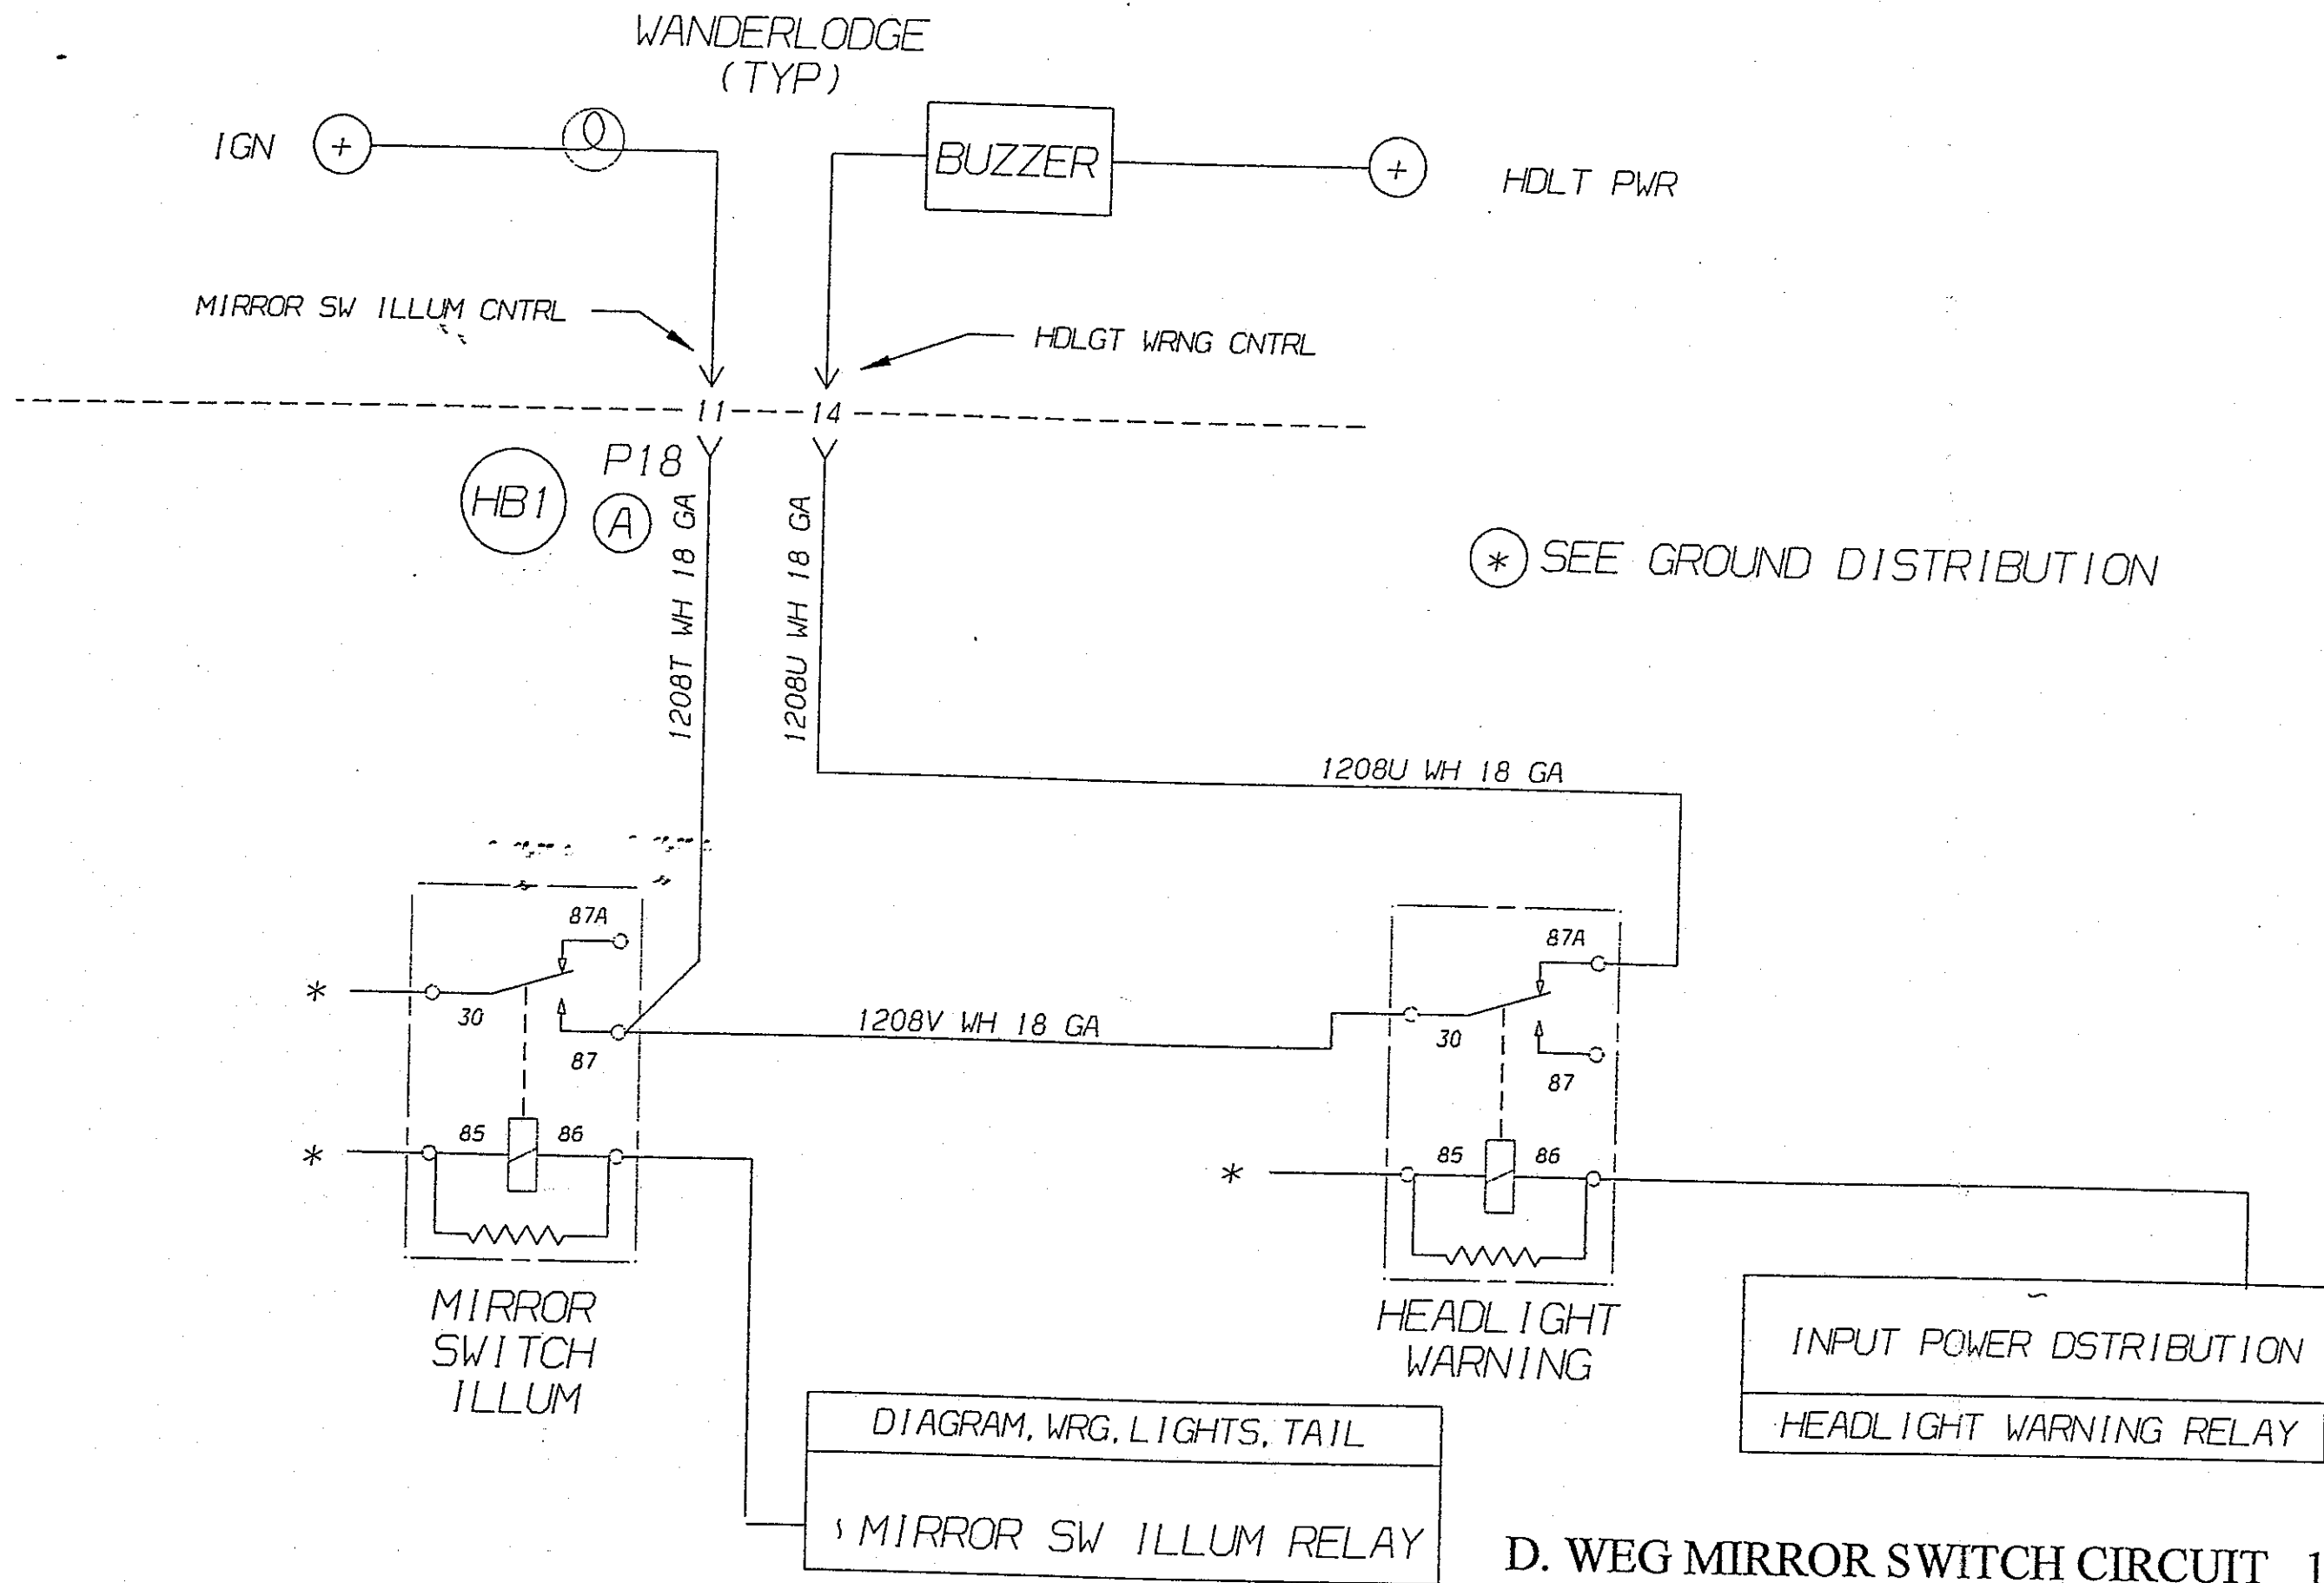 WANDERLODGE
(TYP)
IGN
+
BUZZER
+
HDLT PWR
MIRROR SW ILLUM CNTRL
HDLGT WRNG CNTRL
11
14
HB1
P18
A
1208T WH 18 GA
1208U WH 18 GA
* SEE GROUND DISTRIBUTION
1208U WH 18 GA
87A
*
30
87
1208V WH 18 GA
87A
30
87
*
85
86
*
85
86
MIRROR
SWITCH
ILLUM
HEADLIGHT
WARNING
INPUT POWER DSTRIBUTION
HEADLIGHT WARNING RELAY
DIAGRAM, WRG, LIGHTS, TAIL
MIRROR SW ILLUM RELAY
D. WEG MIRROR SWITCH CIRCUIT 1